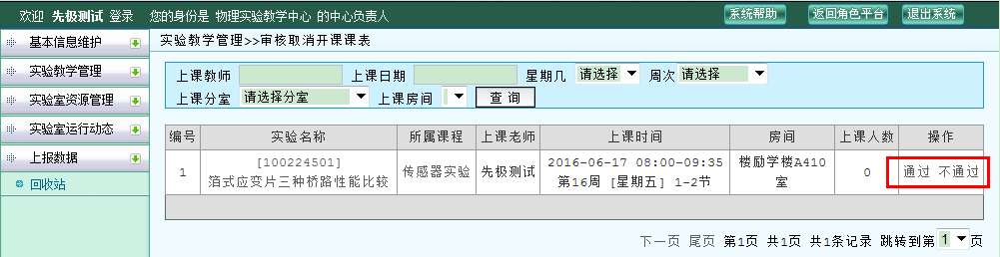 欢迎 先极测试 登录 您的身份是 物理实验教学中心 的中心负责人 系统帮助 返回角色平台 退出系统
基本信息维护
实验教学管理
实验室资源管理
实验室运行动态
上报数据
回收站
实验教学管理>>审核取消开课课表
上课教师 上课日期 星期几 请选择 周次 请选择
上课分室 请选择分室 上课房间 查 询
编号 实验名称 所属课程 上课老师 上课时间 房间 上课人数 操作
1 [100224501] 箔式应变片三种桥路性能比较 传感器实验 先极测试 2016-06-17 08:00-09:35 第16周 [星期五] 1-2节 楼励学楼A410室 0 通过 不通过
下一页 尾页 第1页 共1页 共1条记录 跳转到第 1 页